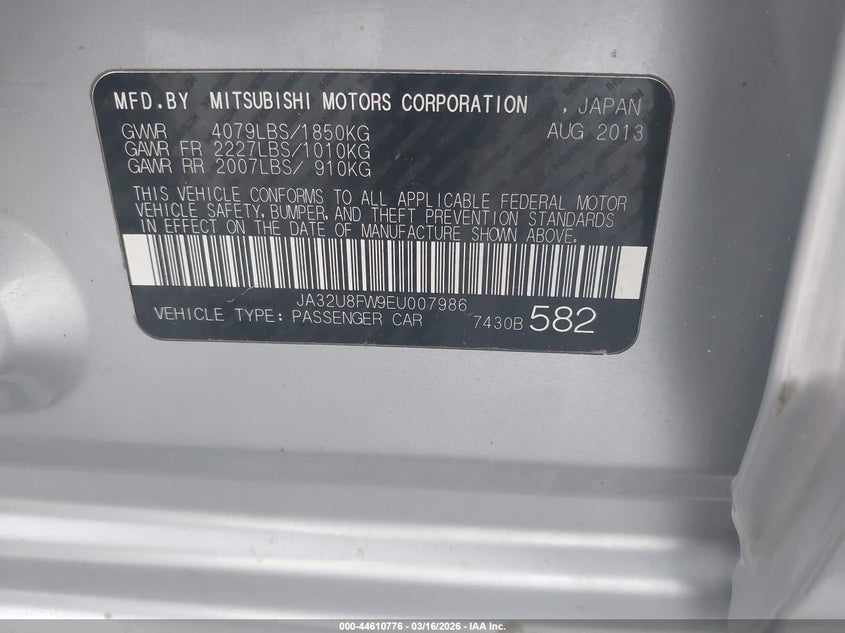 MFD.BY MITSUBISHI MOTORS CORPORATION , JAPAN
GVWR 4079LBS/1850KG AUG 2013
GAWR FR 2227LBS/1010KG
GAWR RR 2007LBS/ 910KG
THIS VEHICLE CONFORMS TO ALL APPLICABLE FEDERAL MOTOR
VEHICLE SAFETY, BUMPER, AND THEFT PREVENTION STANDARDS
IN EFFECT ON THE DATE OF MANUFACTURE SHOWN ABOVE.
JA32U8FW9EU007986
VEHICLE TYPE: PASSENGER CAR 7430B 582
000-44610776 - 03/16/2026 - IAA Inc.